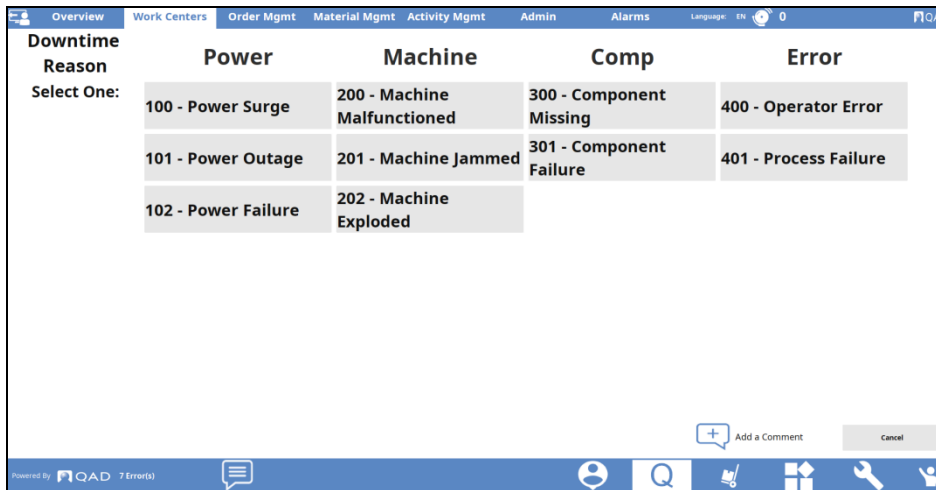 Overview Work Centers Order Mgmt Material Mgmt Activity Mgmt Admin Alarms Language: EN 0
Downtime
Reason
Select One:
Power Machine Comp Error
100 - Power Surge
200 - Machine
Malfunctioned
300 - Component
Missing
400 - Operator Error
101 - Power Outage
201 - Machine Jammed
301 - Component
Failure
401 - Process Failure
102 - Power Failure
202 - Machine
Exploded
Add a Comment
Cancel
Powered By QAD 7 Error(s)
Q